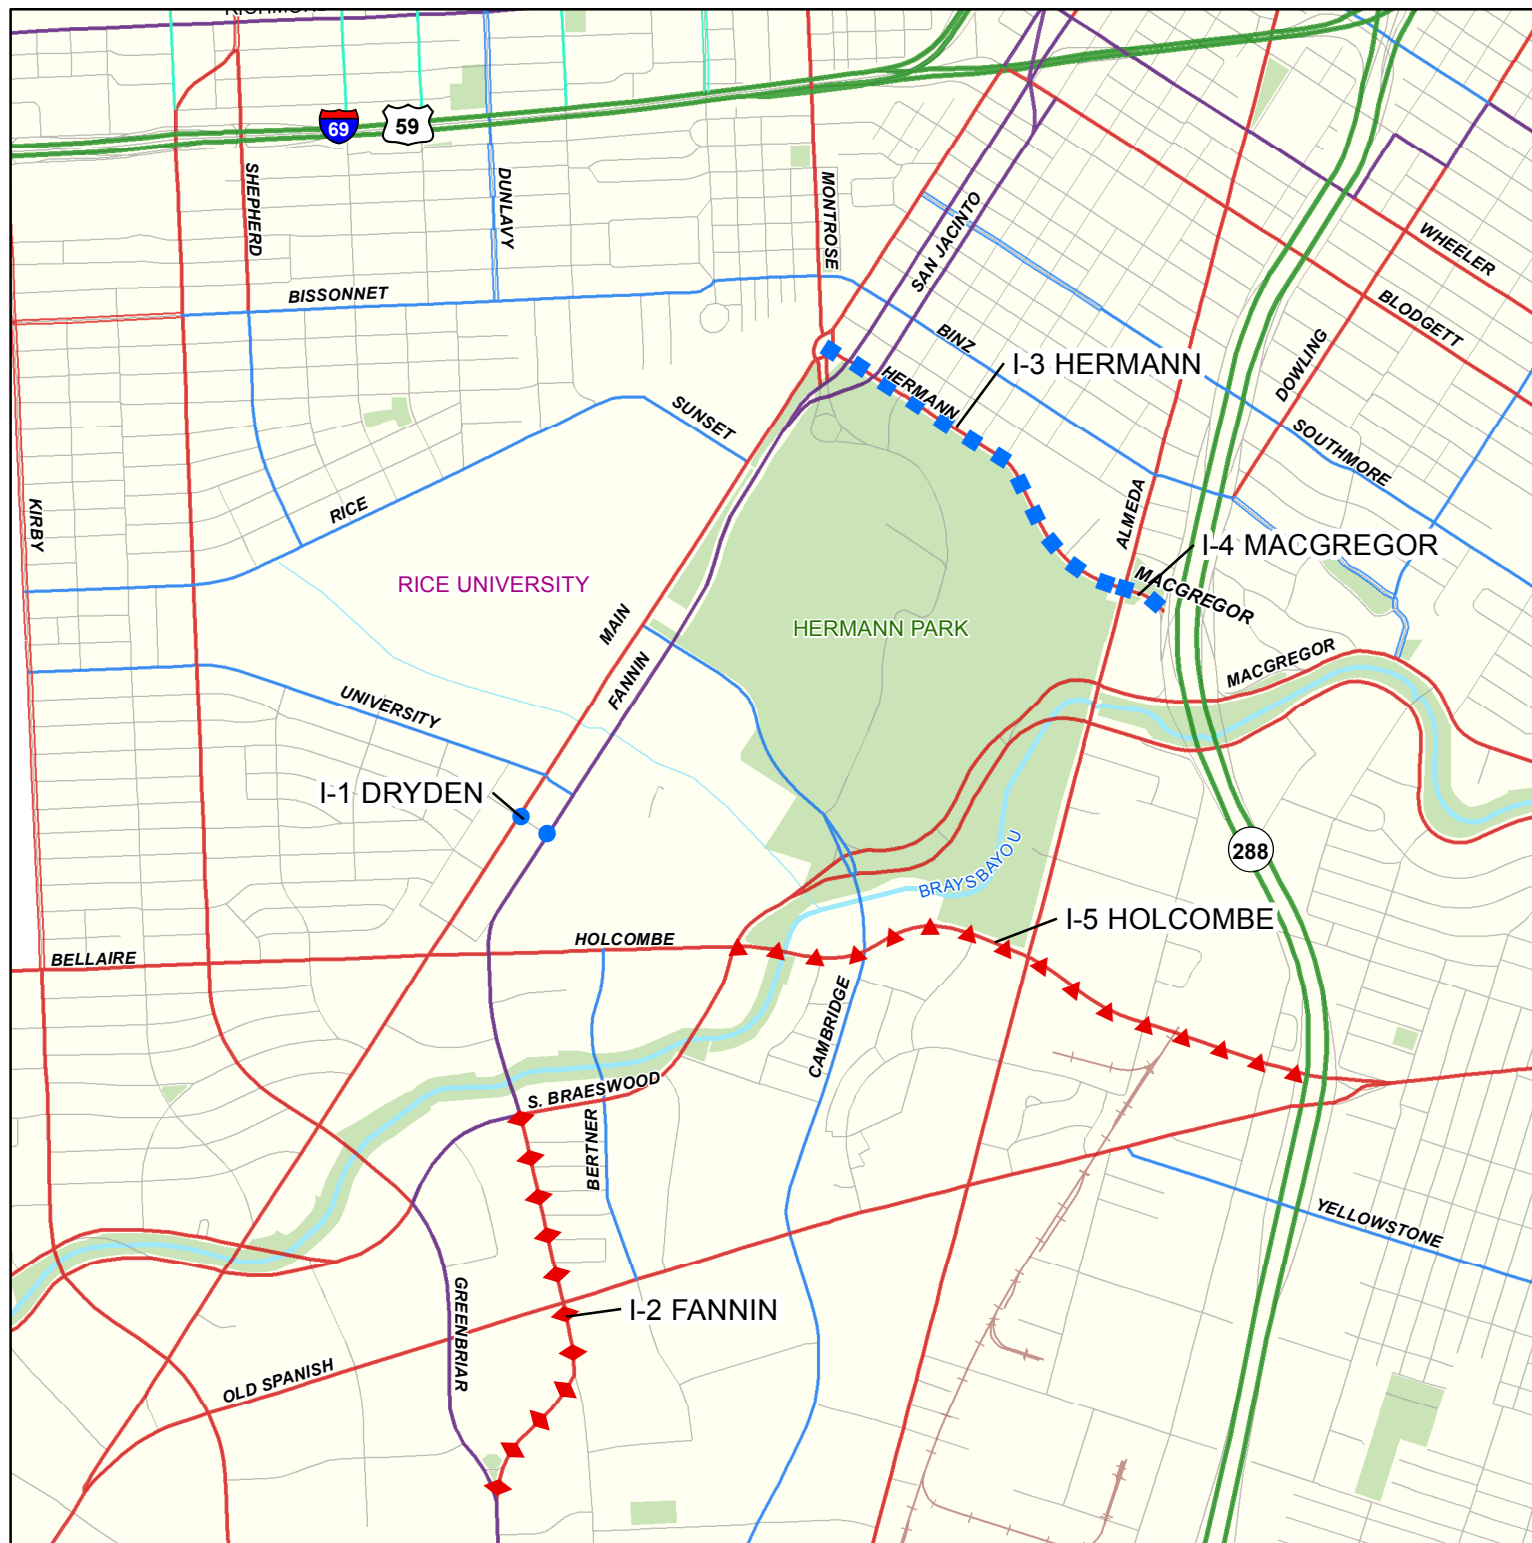 RICHMOND
69
59
SHEPHERD
DUNLAVY
MONTROSE
SAN JACINTO
WHEELER
BLODGETT
BISSONNET
BINZ
DOWLING
I-3 HERMANN
HERMANN
SUNSET
SOUTHMORE
KIRBY
RICE
ALMEDA
I-4 MACGREGOR
MACGREGOR
RICE UNIVERSITY
MAIN
HERMANN PARK
FANNIN
MACGREGOR
UNIVERSITY
I-1 DRYDEN
288
BRAYS BAYOU
I-5 HOLCOMBE
HOLCOMBE
BELLAIRE
CAMBRIDGE
S. BRAESWOOD
BERTNER
YELLOWSTONE
GREENBRIAR
I-2 FANNIN
OLD SPANISH